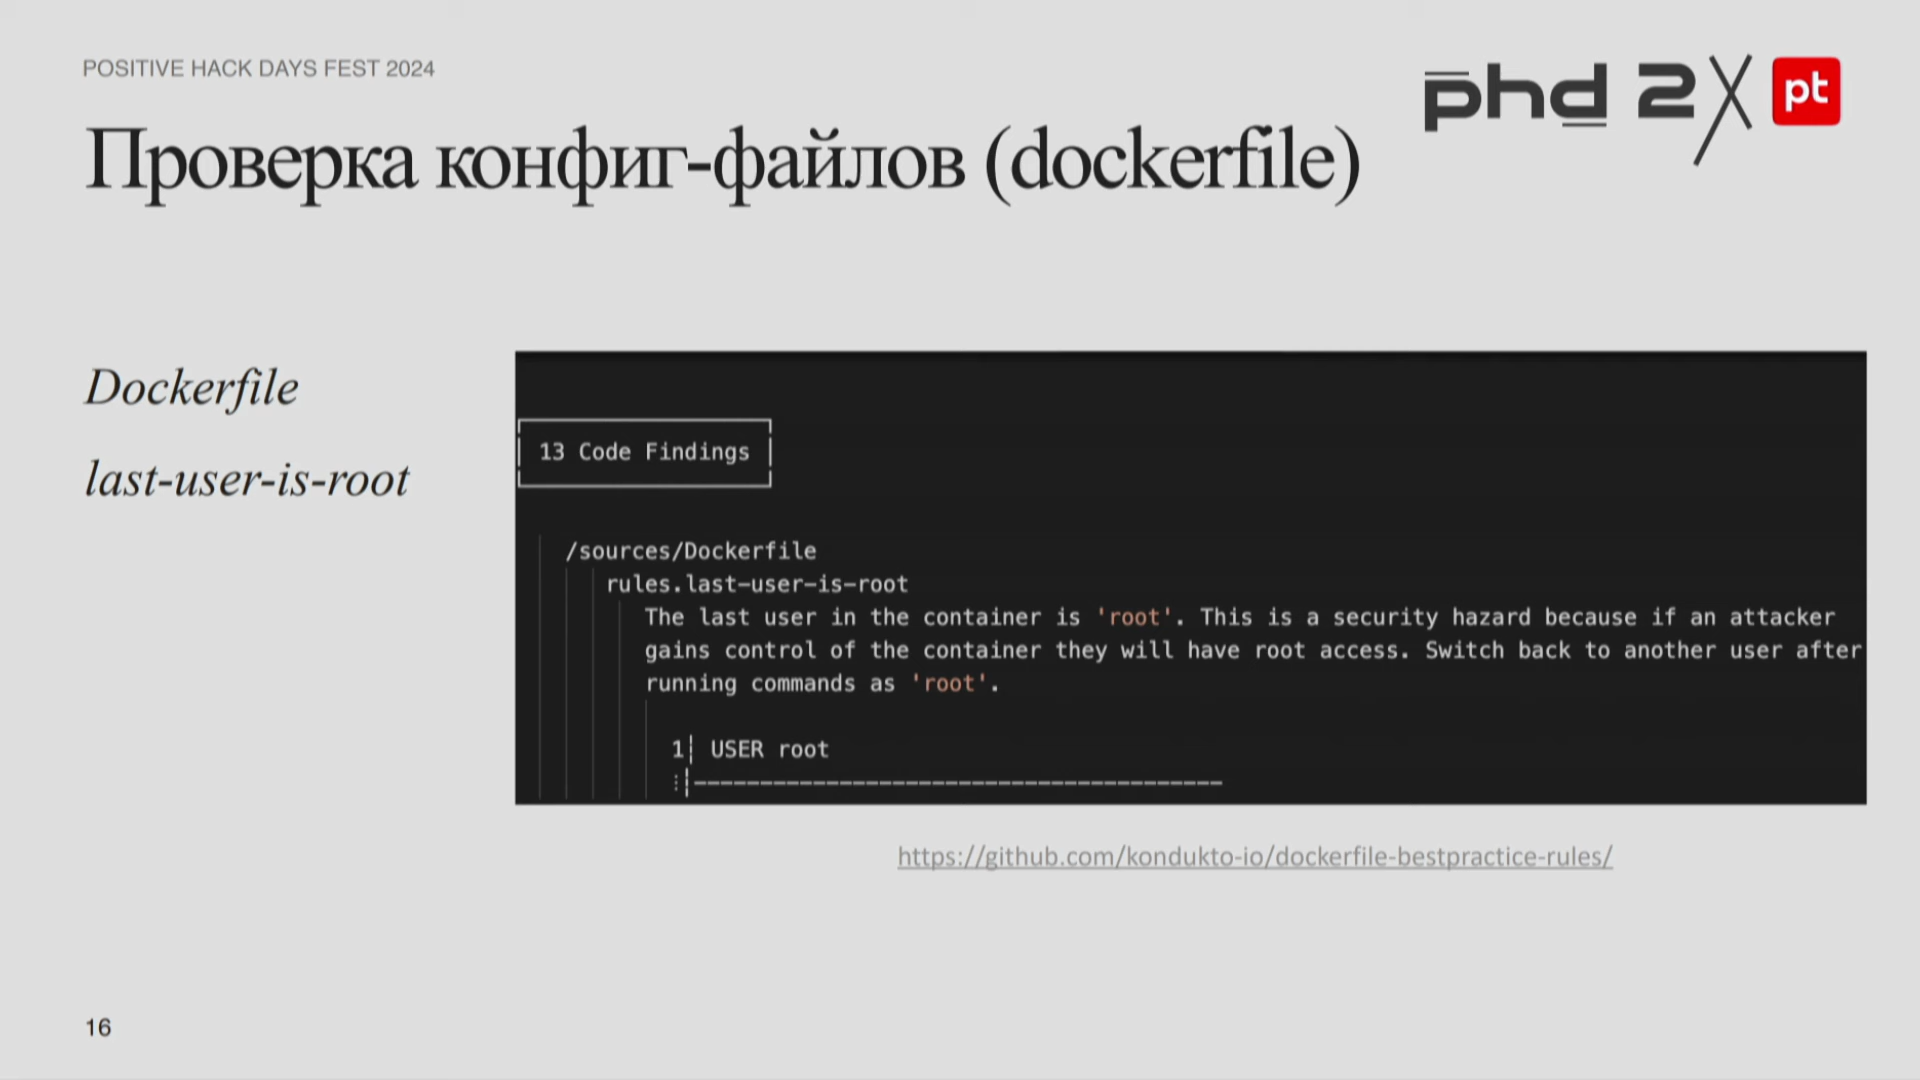 POSITIVE HACK DAYS FEST 2024
phd 2
pt
Проверка конфиг-файлов (dockerfile)
Dockerfile
last-user-is-root
13 Code Findings
/sources/Dockerfile
rules.last-user-is-root
The last user in the container is 'root'. This is a security hazard because if an attacker
gains control of the container they will have root access. Switch back to another user after
running commands as 'root'.
1┆ USER root
https://github.com/kondukto-io/dockerfile-bestpractice-rules/
16